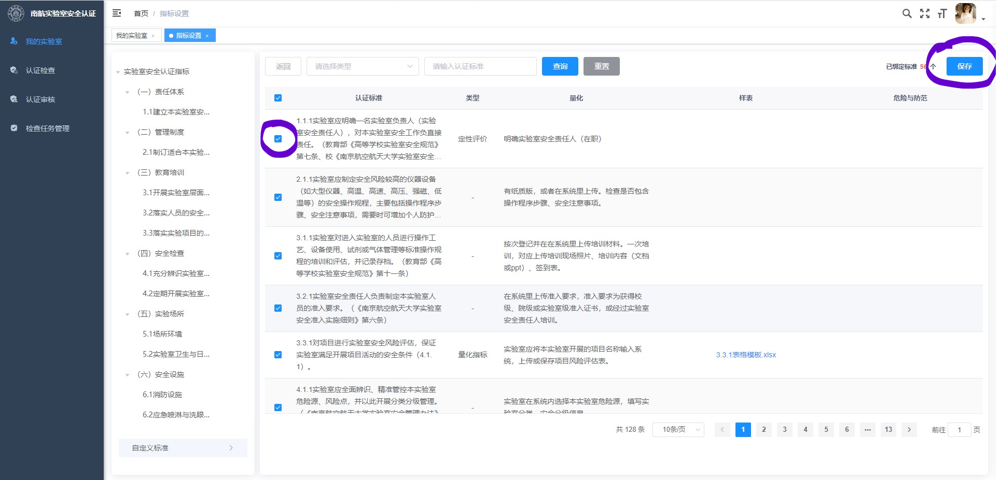 南航实验室安全认证
首页 / 指标设置
我的实验室 ×
指标设置 ×
我的实验室
认证检查
认证审核
检查任务管理
实验室安全认证指标
（一）责任体系
1.1建立本实验室安...
（二）管理制度
2.1制订适合本实验...
（三）教育培训
3.1开展实验室层面...
3.2落实人员的安全...
3.3落实实验项目的...
（四）安全检查
4.1充分辨识实验室...
4.2定期开展实验室...
（五）实验场所
5.1场所环境
5.2实验室卫生与日...
（六）安全设施
6.1消防设施
6.2应急喷淋与洗眼...
自定义标准
返回
请选择类型
请输入认证标准
查询
重置
已绑定标准 56 个
保存
认证标准 类型 量化 样表 危险与防范
1.1.1实验室应明确一名实验室负责人（实验
室安全责任人），对本实验室安全工作负直接
责任。（教育部《高等学校实验室安全规范》
第七条、校《南京航空航天大学实验室安全...
定性评价
明确实验室安全责任人（在职）
2.1.1实验室应制定安全风险较高的仪器设备
（如大型仪器、高温、高速、高压、强磁、低
温等）的安全操作规程，主要包括操作程序步
骤、安全注意事项，需要时可增加个人防护...
-
有纸质版，或者在系统里上传。检查是否包含
操作程序步骤、安全注意事项。
3.1.1实验室对进入实验室的人员进行操作工
艺、设备使用、试剂或气体管理等标准操作规
程的培训和评估，并记录存档。（教育部《高
等学校实验室安全规范》第十一条）
-
按次登记并在在系统里上传培训材料。一次培
训，对应上传培训现场照片、培训内容（文档
或ppt）、签到表。
3.2.1实验室安全责任人负责制定本实验室人
员的准入要求。（《南京航空航天大学实验室
安全准入实施细则》第六条）
-
在系统里上传准入要求，准入要求为获得校
级、院级或实验室级准入证书，或经过实验室
安全责任人培训。
3.3.1对项目进行实验室安全风险评估，保证
实验室满足开展项目活动的安全条件（4.1.
1）。
量化指标
实验室应将本实验室开展的项目名称输入系
统，上传或保存项目风险评估表。
3.3.1表格模板.xlsx
4.1.1实验室应全面辨识、精准管控本实验室
危险源、风险点，并以此开展分类分级管理。
（《南京航空航天大学实验室安全管理办法》
-
实验室在系统内选择本实验室危险源，填写实
验室分类、安全分级信息
共 128 条 10条/页 1 2 3 4 5 6 ... 13 前往 1 页